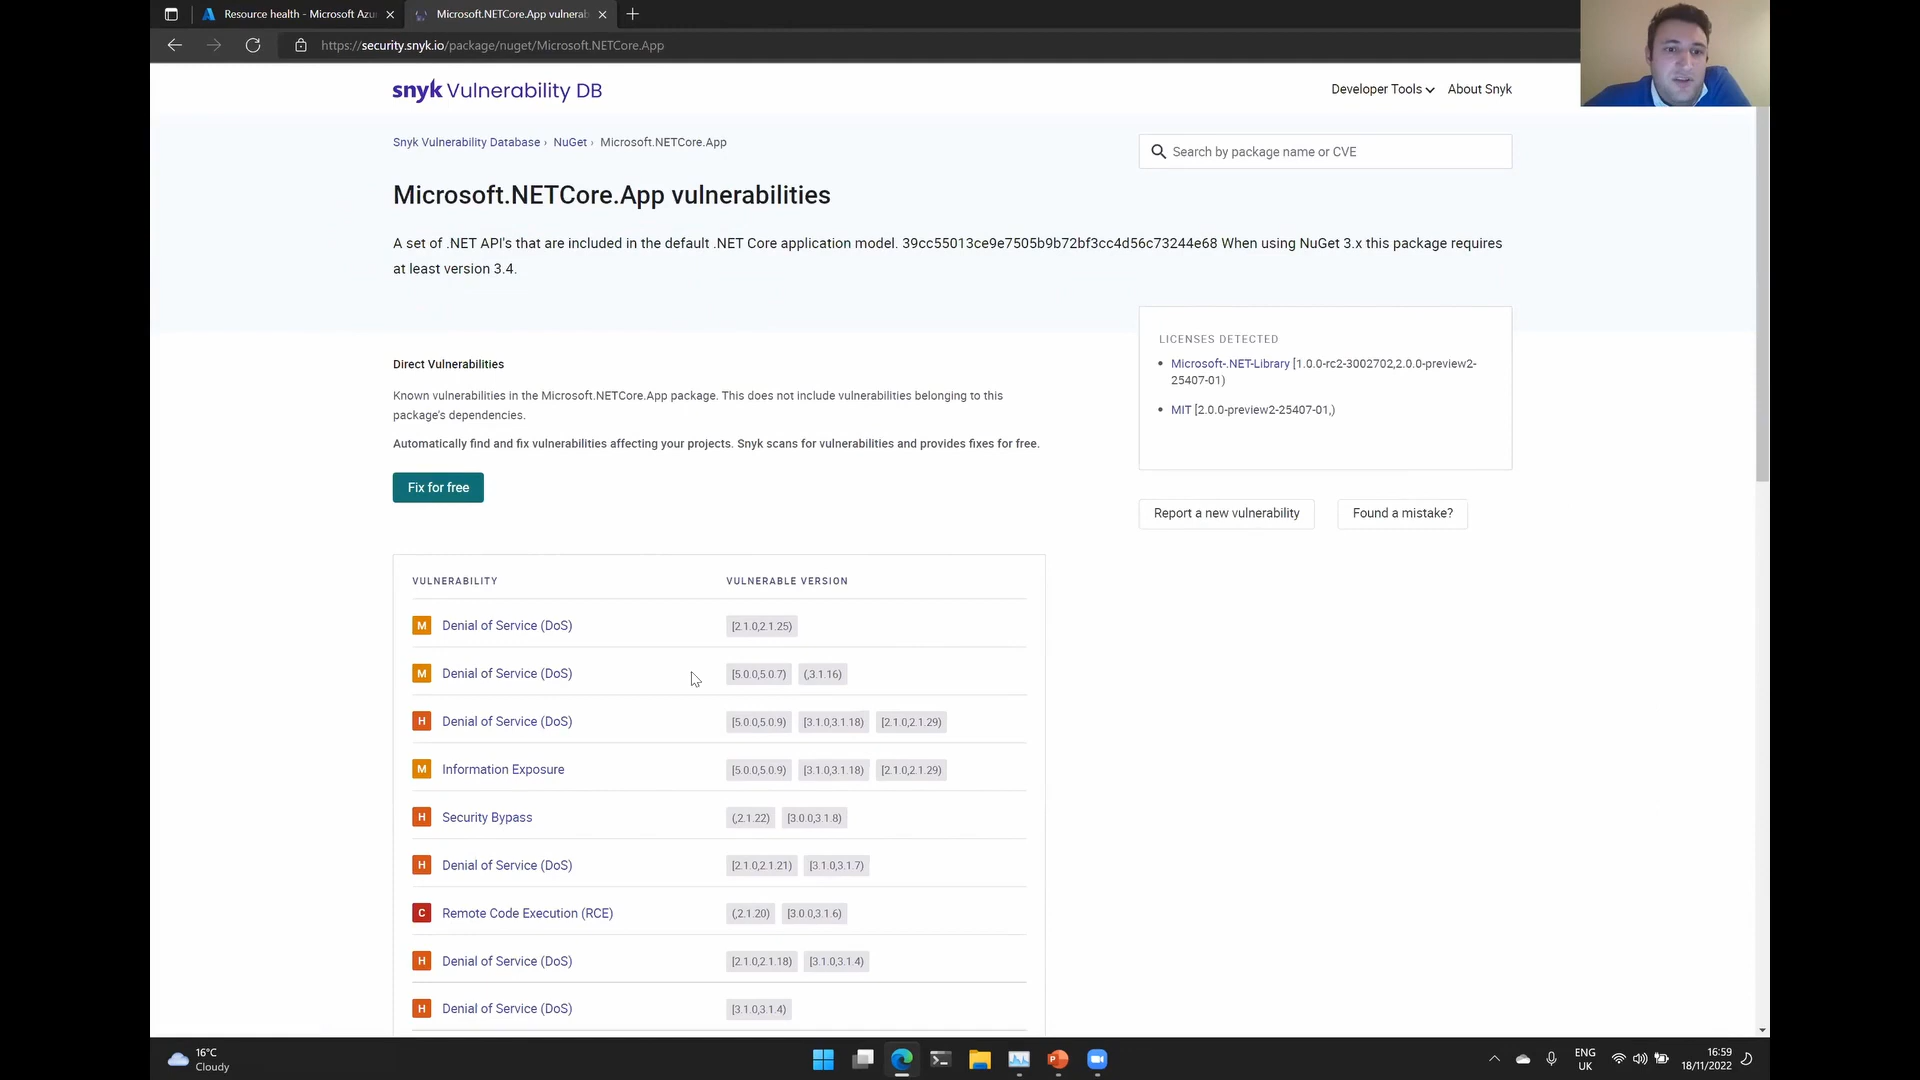 Resource health - Microsoft Azu
Microsoft.NETCore.App vulnerab
https://security.snyk.io/package/nuget/Microsoft.NETCore.App
snyk Vulnerability DB
Developer Tools
About Snyk
Snyk Vulnerability Database › NuGet › Microsoft.NETCore.App
Search by package name or CVE
Microsoft.NETCore.App vulnerabilities
A set of .NET API's that are included in the default .NET Core application model. 39cc55013ce9e7505b9b72bf3cc4d56c73244e68 When using NuGet 3.x this package requires
at least version 3.4.
LICENSES DETECTED
Microsoft-.NET-Library [1.0.0-rc2-3002702,2.0.0-preview2-
25407-01)
MIT [2.0.0-preview2-25407-01,)
Direct Vulnerabilities
Known vulnerabilities in the Microsoft.NETCore.App package. This does not include vulnerabilities belonging to this
package's dependencies.
Automatically find and fix vulnerabilities affecting your projects. Snyk scans for vulnerabilities and provides fixes for free.
Fix for free
Report a new vulnerability
Found a mistake?
VULNERABILITY VULNERABLE VERSION
M Denial of Service (DoS) [2.1.0,2.1.25)
M Denial of Service (DoS) [5.0.0,5.0.7) (,3.1.16)
H Denial of Service (DoS) [5.0.0,5.0.9) [3.1.0,3.1.18) [2.1.0,2.1.29)
M Information Exposure [5.0.0,5.0.9) [3.1.0,3.1.18) [2.1.0,2.1.29)
H Security Bypass (,2.1.22) [3.0.0,3.1.8)
H Denial of Service (DoS) [2.1.0,2.1.21) [3.1.0,3.1.7)
C Remote Code Execution (RCE) (,2.1.20) [3.0.0,3.1.6)
H Denial of Service (DoS) [2.1.0,2.1.18) [3.1.0,3.1.4)
H Denial of Service (DoS) [3.1.0,3.1.4)
16°C
Cloudy
ENG
UK
16:59
18/11/2022